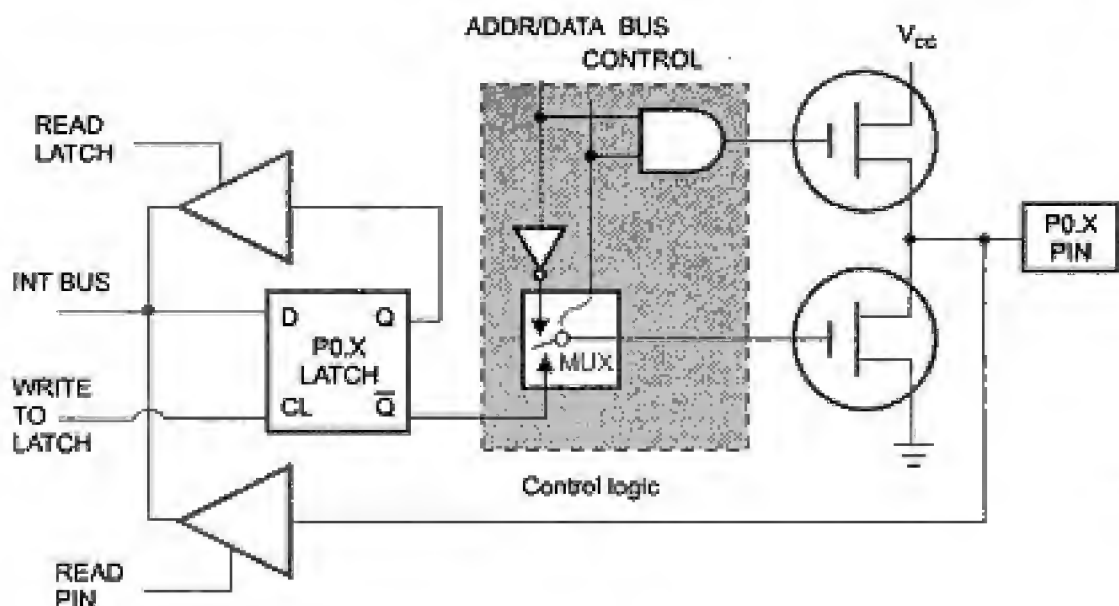 ADDR/DATA BUS
CONTROL
Vcc
READ
LATCH
INT BUS
D Q
P0.X
LATCH
CL Q̅
WRITE
TO
LATCH
MUX
P0.X
PIN
Control logic
READ
PIN